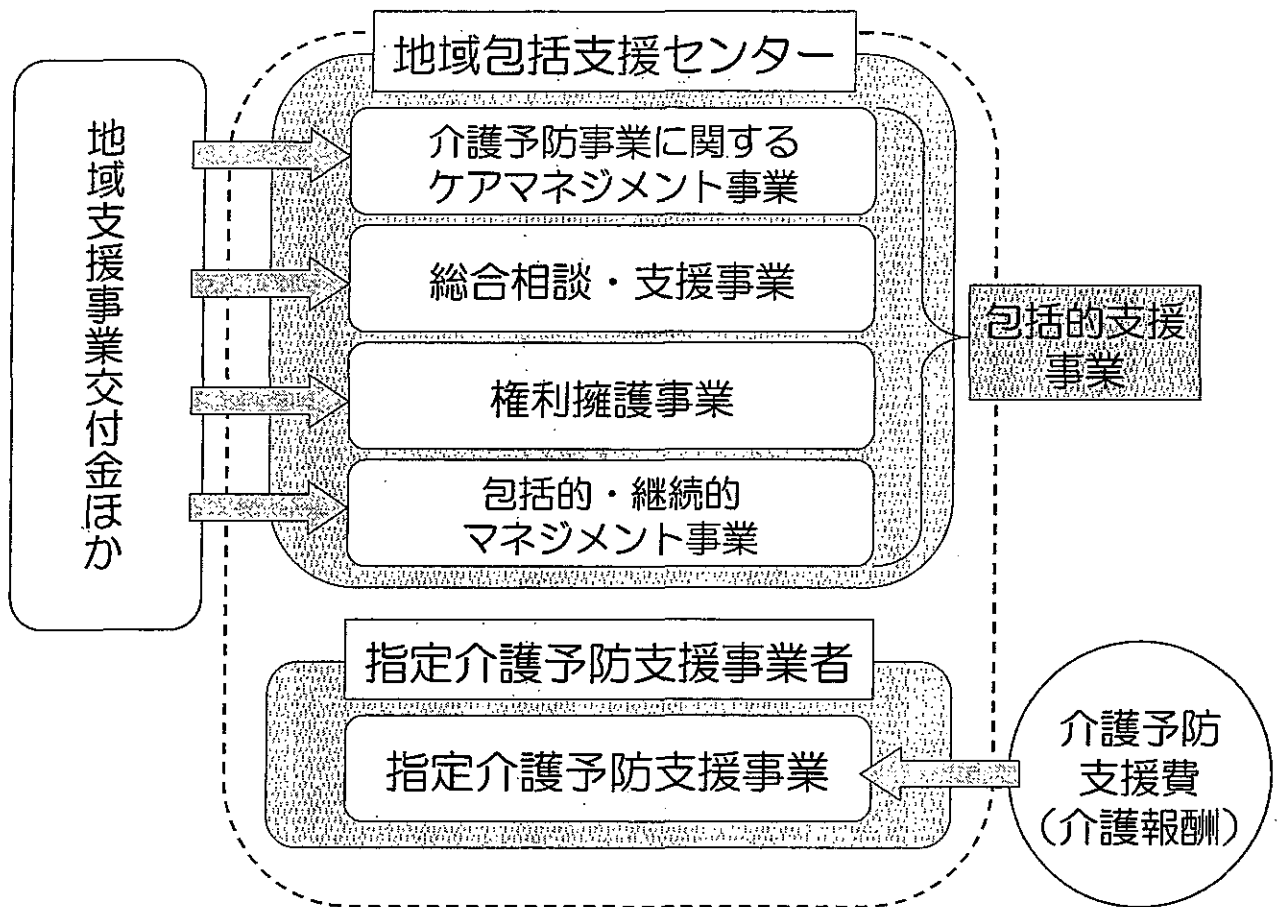 地域包括支援センター
地域支援事業交付金ほか
介護予防事業に関する
ケアマネジメント事業
総合相談・支援事業
権利擁護事業
包括的・継続的
マネジメント事業
包括的支援
事業
指定介護予防支援事業者
指定介護予防支援事業
介護予防
支援費
（介護報酬）